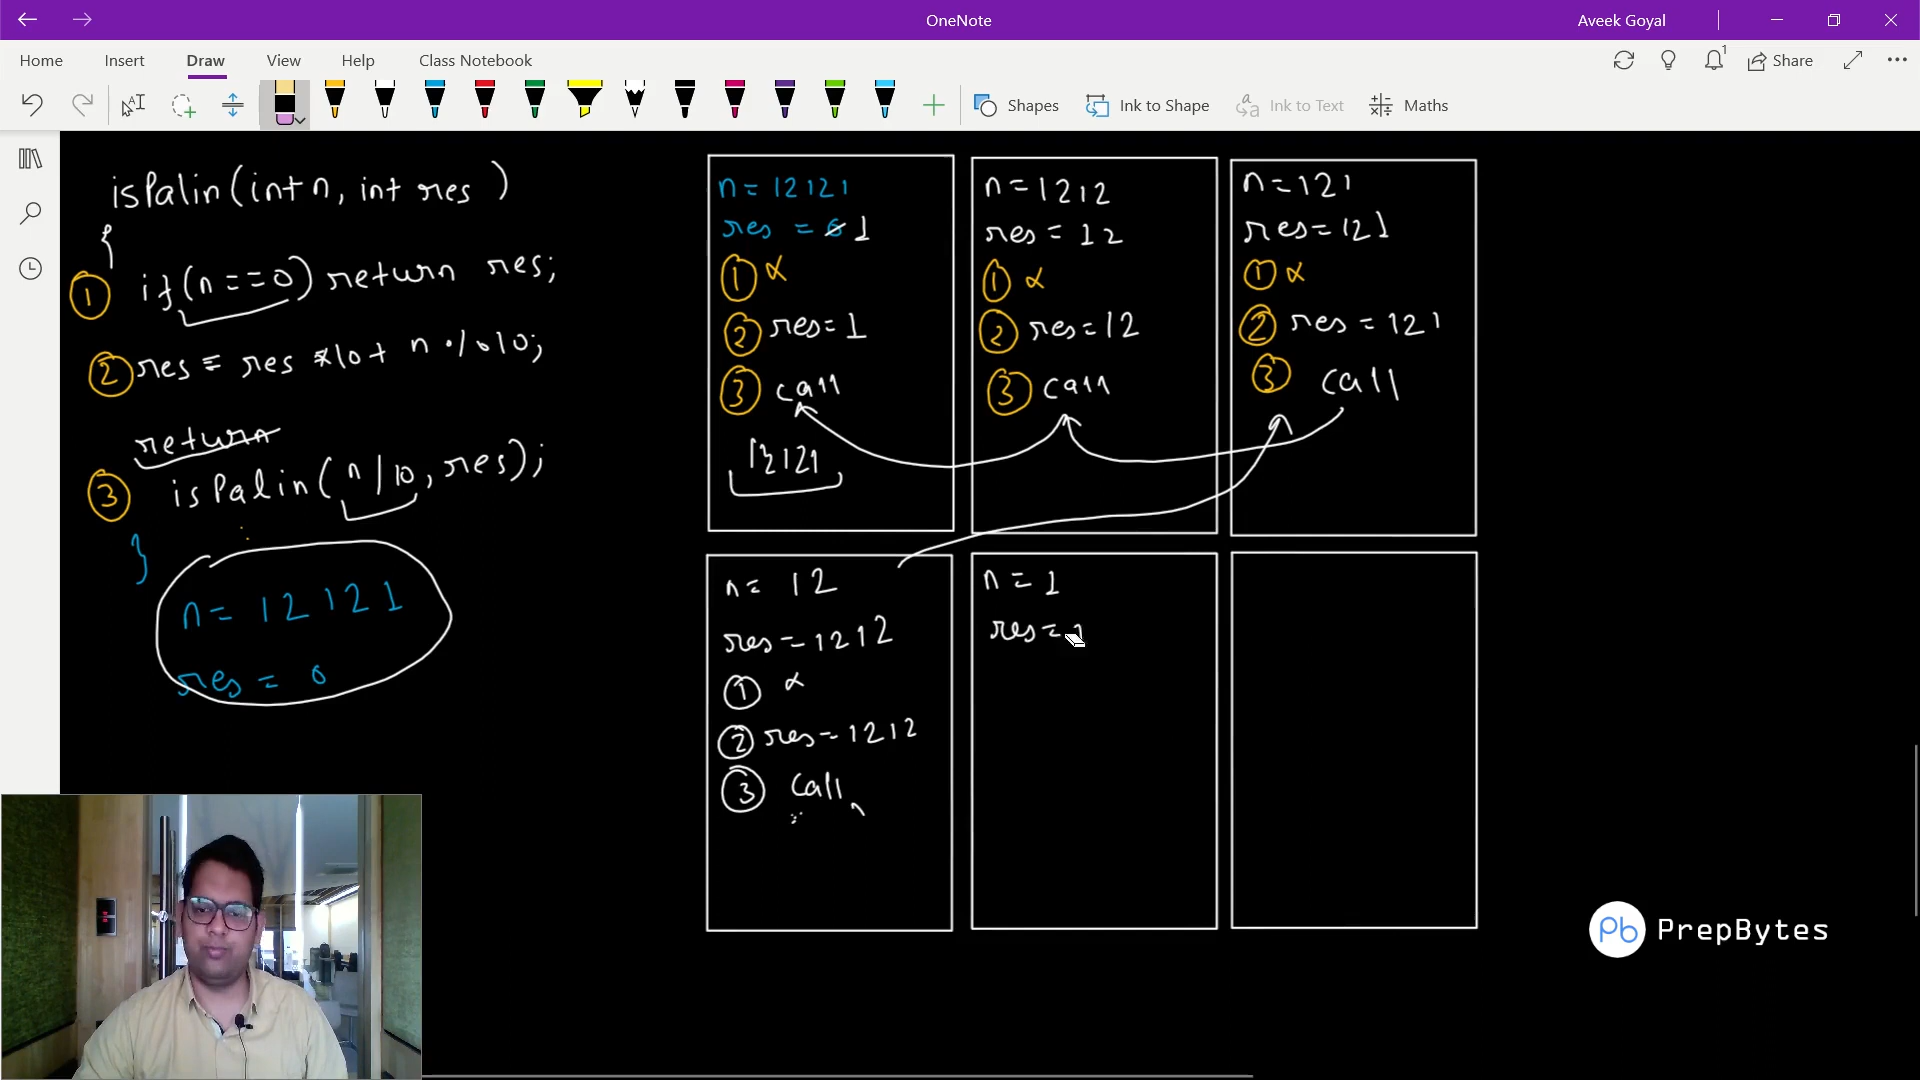 OneNote
Aveek Goyal
Home Insert Draw View Help Class Notebook
1
Share
Shapes Ink to Shape Ink to Text Maths
isPalin(int n, int res )
{
1 if(n==0) return res;
2 res = res *10+ n%10;
return
3 isPalin(n/10, res);
}
n= 12121
res = 0
n= 12121
res = 1
1 ×
2 res=1
3 call
12121
n=1212
res= 12
1 ×
2 res=12
3 call
n=121
res=121
1 ×
2 res=121
3 call
n= 12
res=1212
1 ×
2 res=1212
3 call
n = 1
res=
Pb PrepBytes